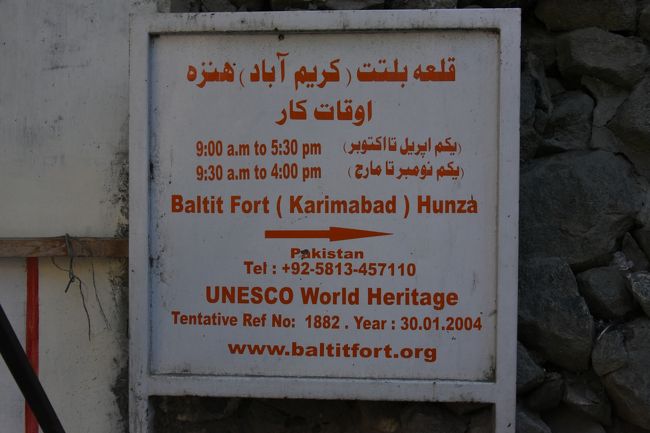 قلعہ بلتت (کریم آباد) ھنزہ
اوقات کار
9:00 a.m to 5:30 pm (یکم اپریل تا اکتوبر)
9:30 a.m to 4:00 pm (یکم نومبر تا مارچ)
Baltit Fort ( Karimabad ) Hunza
Pakistan
Tel : +92-5813-457110
UNESCO World Heritage
Tentative Ref No: 1882 . Year : 30.01.2004
www.baltitfort.org